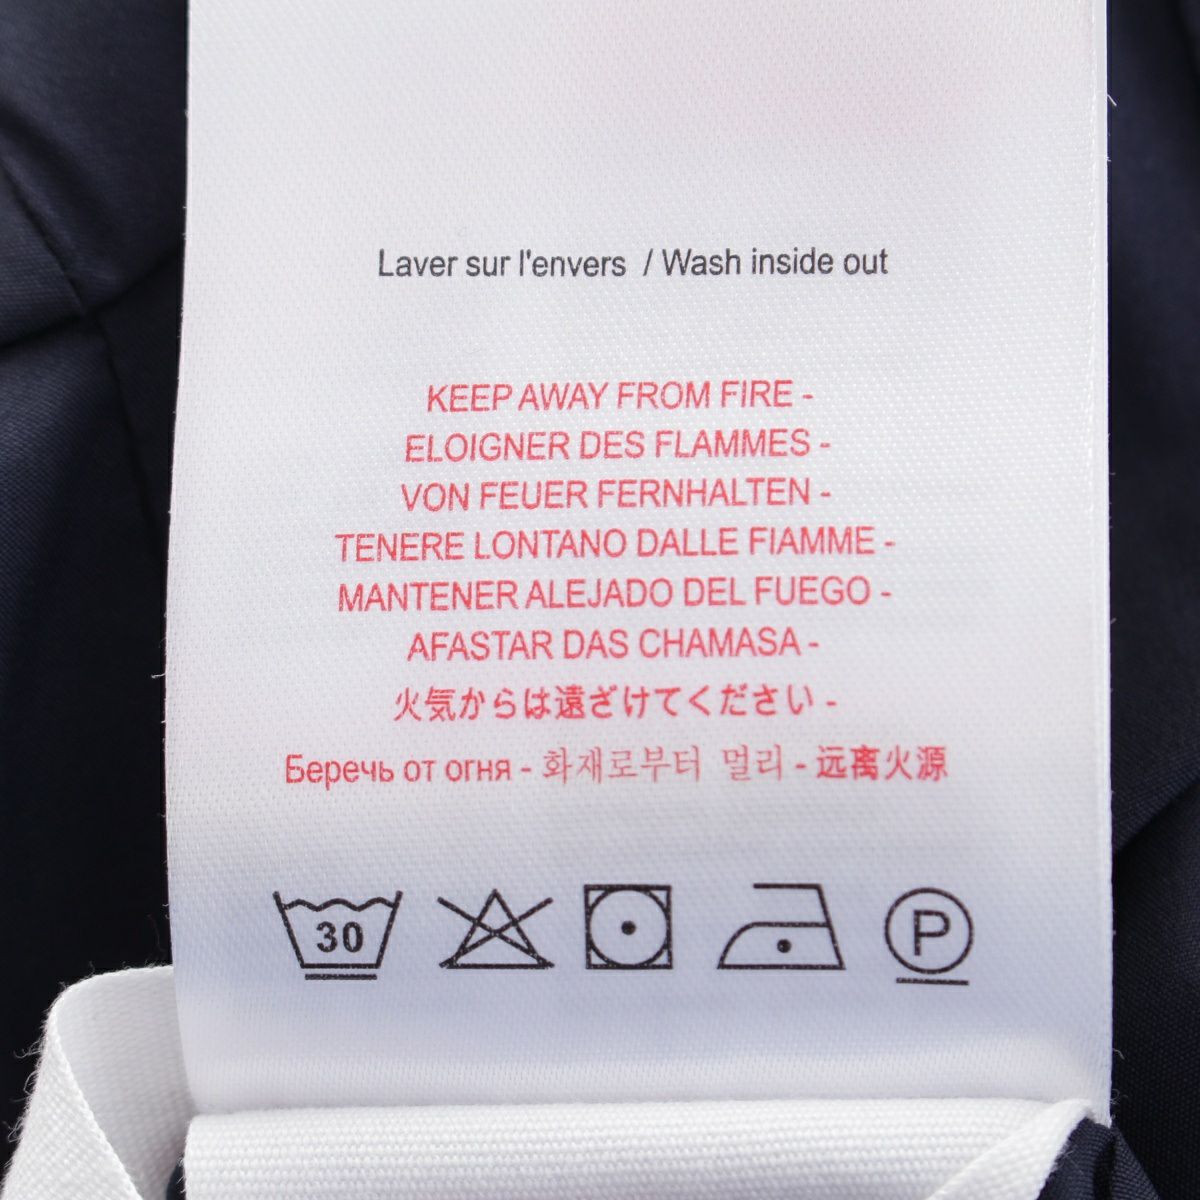 Laver sur l'envers / Wash inside out
KEEP AWAY FROM FIRE -
ELOIGNER DES FLAMMES -
VON FEUER FERNHALTEN -
TENERE LONTANO DALLE FIAMME -
MANTENER ALEJADO DEL FUEGO -
AFASTAR DAS CHAMASA -
火気からは遠ざけてください -
Беречь от огня - 화재로부터 멀리 - 远离火源
30 P